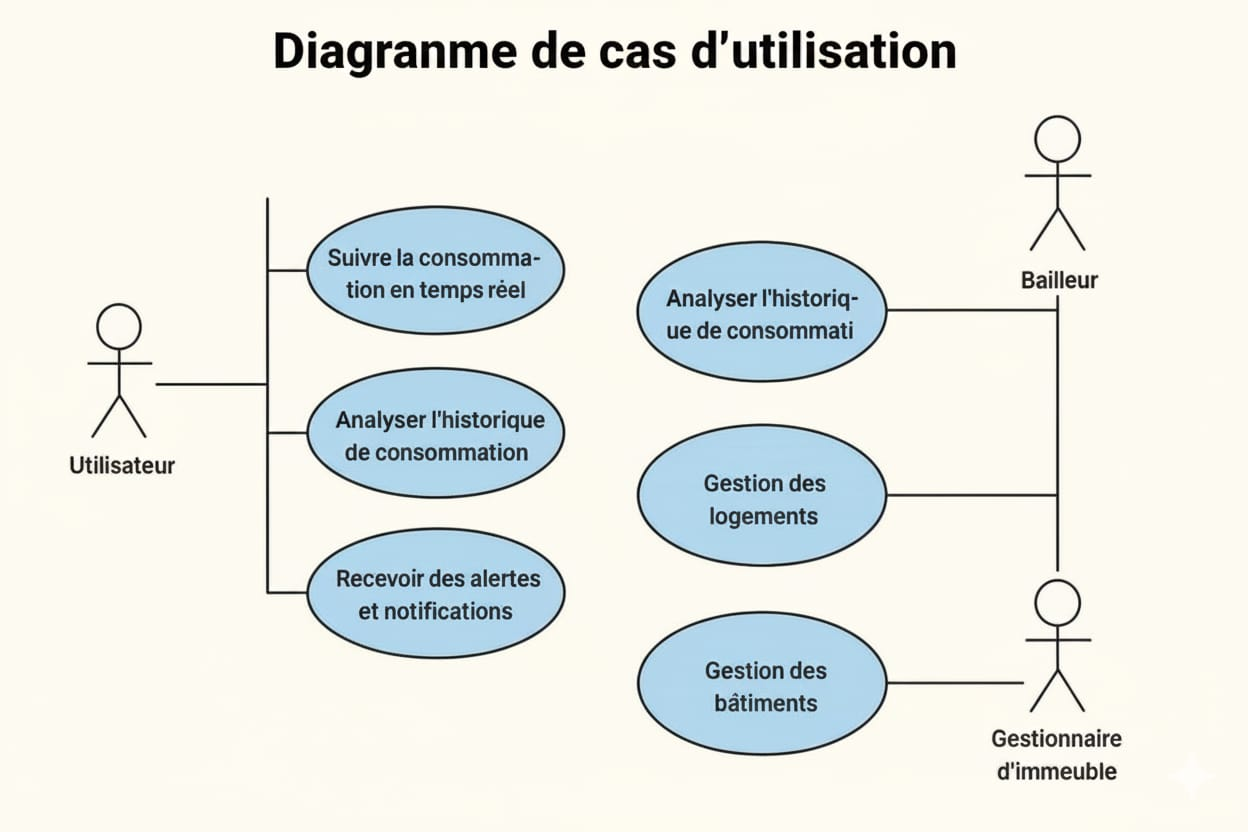 Diagranme de cas d'utilisation
Suivre la consomma-
tion en temps réel
Analyser l'historique
de consommation
Recevoir des alertes
et notifications
Utilisateur
Analyser l'historiq-
ue de consommati
Gestion des
logements
Gestion des
bâtiments
Bailleur
Gestionnaire
d'immeuble